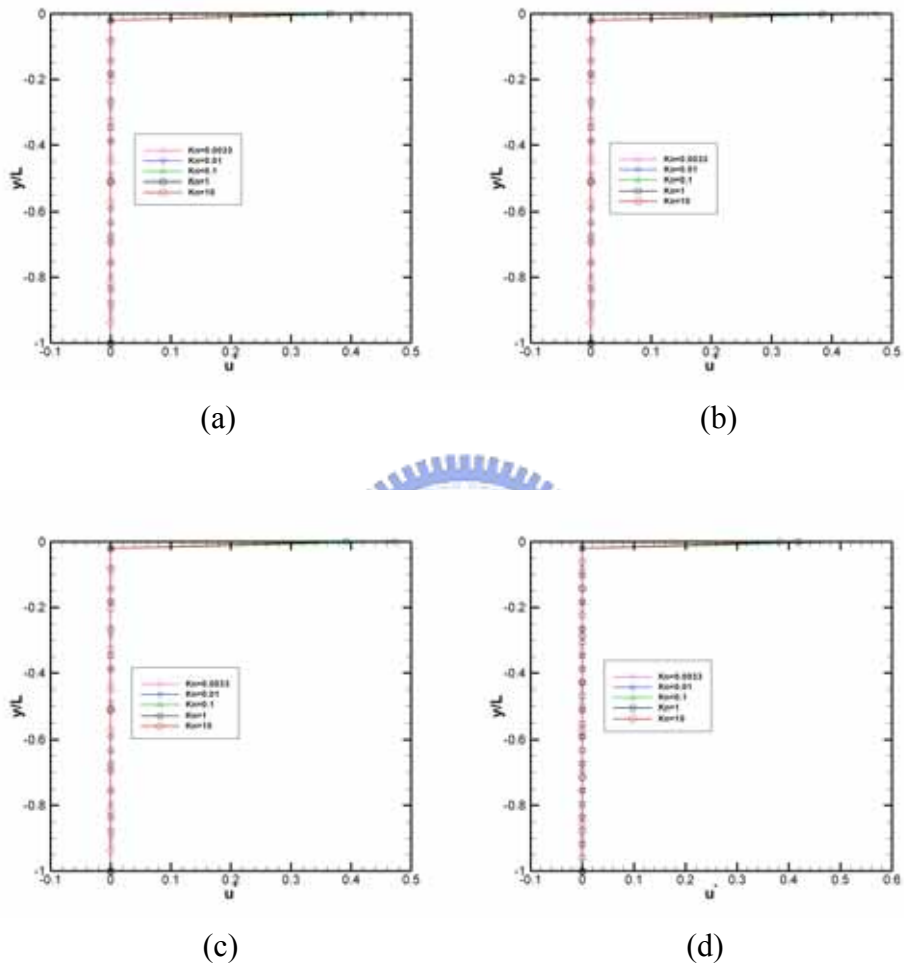 0
-0.2
-0.4
-0.6
-0.8
-1
y/L
-0.1 0 0.1 0.2 0.3 0.4 0.5
u*
Kn=0.0033
Kn=0.01
Kn=0.1
Kn=1
Kn=10
(a)
0
-0.2
-0.4
-0.6
-0.8
-1
y/L
-0.1 0 0.1 0.2 0.3 0.4 0.5
u*
Kn=0.0033
Kn=0.01
Kn=0.1
Kn=1
Kn=10
(b)
0
-0.2
-0.4
-0.6
-0.8
-1
y/L
-0.1 0 0.1 0.2 0.3 0.4 0.5
u*
Kn=0.0033
Kn=0.01
Kn=0.1
Kn=1
Kn=10
(c)
0
-0.2
-0.4
-0.6
-0.8
-1
y/L
-0.1 0 0.1 0.2 0.3 0.4 0.5 0.6
u*
Kn=0.0033
Kn=0.01
Kn=0.1
Kn=1
Kn=10
(d)